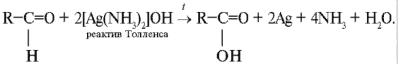 R–C=O + 2[Ag(NH₃)₂]OH →(t) R–C=O + 2Ag + 4NH₃ + H₂O.
H реактив Толленса OH